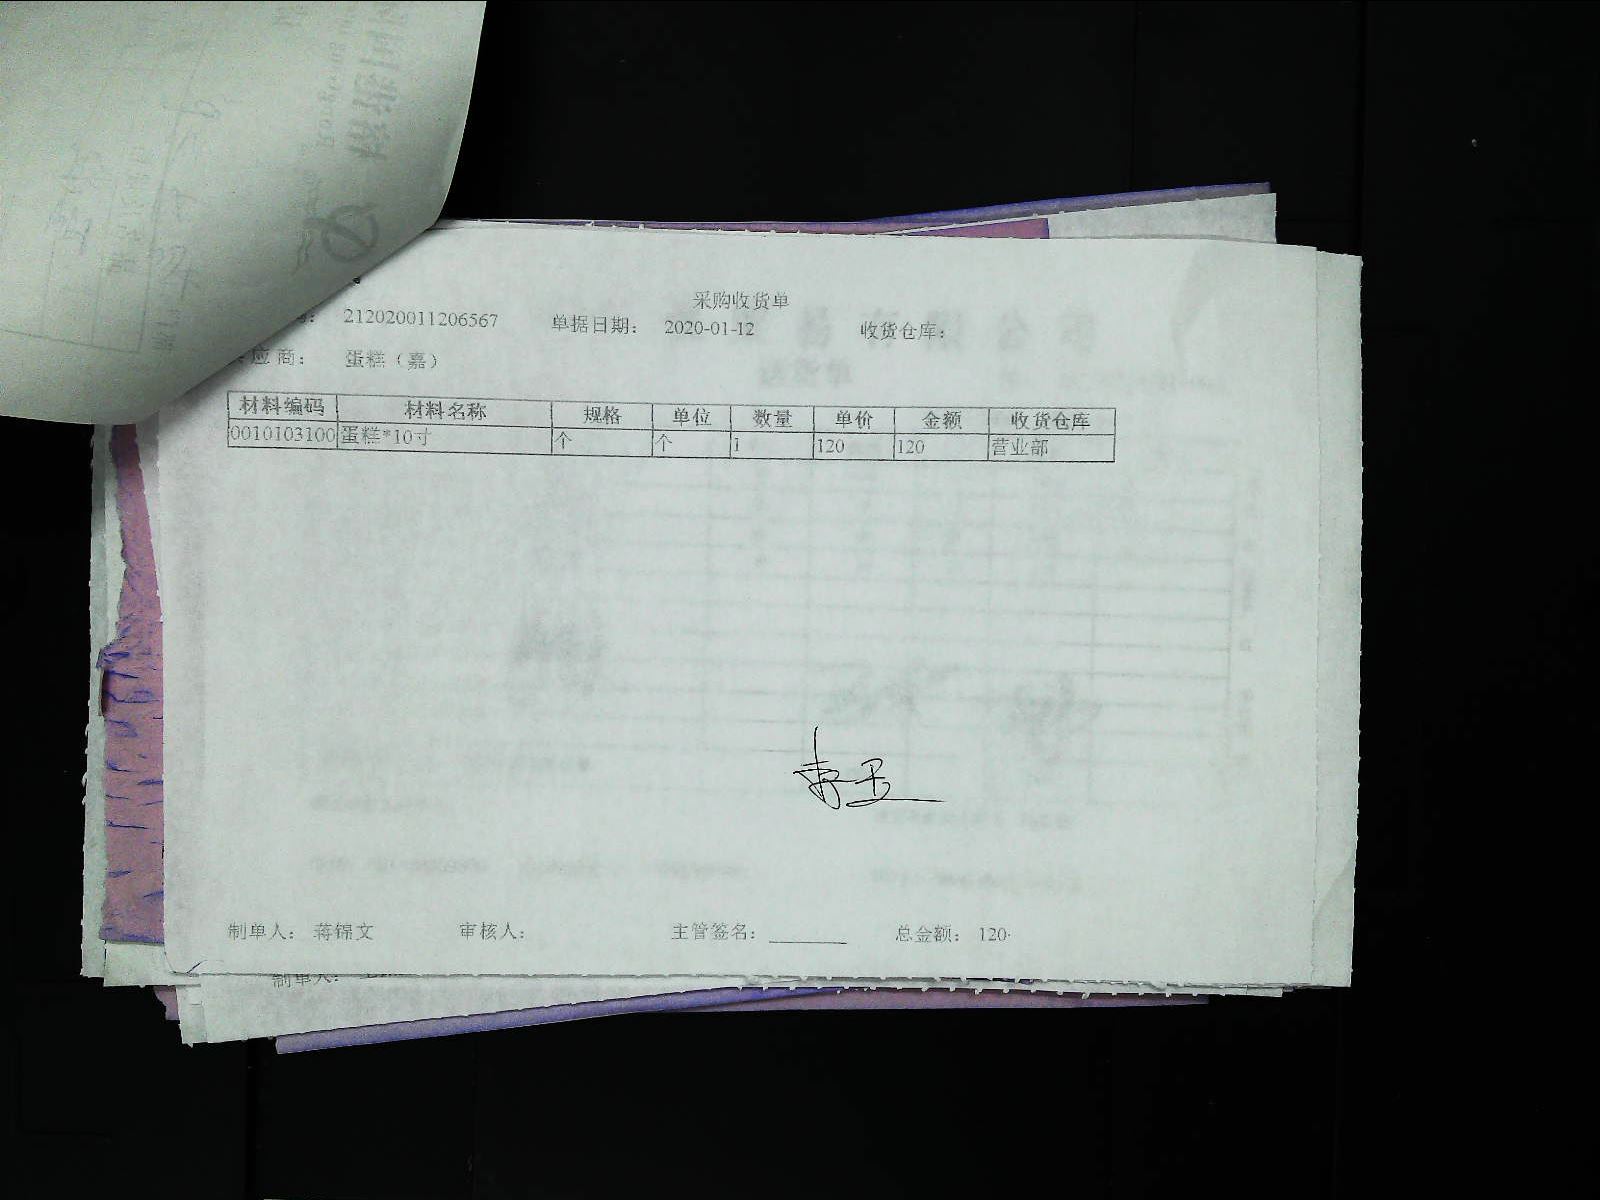 采购收货单
212020011206567 单据日期： 2020-01-12 收货仓库：
应商： 蛋糕（嘉）
材料编码 材料名称 规格 单位 数量 单价 金额 收货仓库
0010103100 蛋糕*10寸 个 个 1 120 120 营业部
制单人： 蒋锦文 审核人： 主管签名： 总金额： 120
制单人：